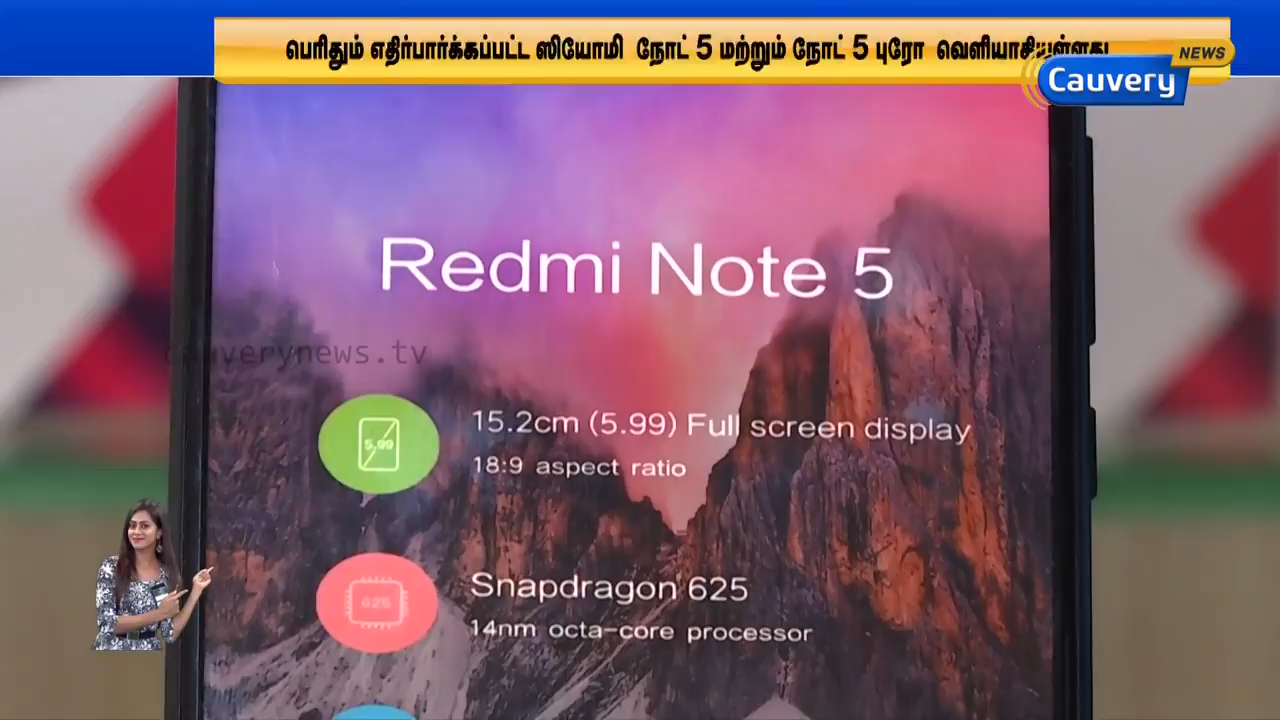 பெரிதும் எதிர்பார்க்கப்பட்ட ஸியோமி நோட் 5 மற்றும் நோட் 5 புரோ வெளியாகியுள்ளது
NEWS
Cauvery
Redmi Note 5
cauverynews.tv
15.2cm (5.99) Full screen display
5.99
18:9 aspect ratio
Snapdragon 625
625
14nm octa-core processor